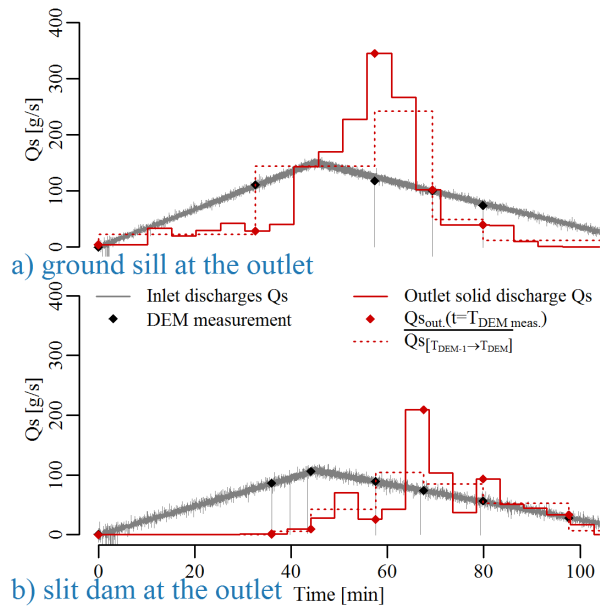 400
300
200
100
0
Qs [g/s]
a) ground sill at the outlet
Inlet discharges Qs
DEM measurement
Outlet solid discharge Qs
Qsout.(t=TDEM meas.)
Qs[TDEM-1→TDEM]
400
300
200
100
0
Qs [g/s]
0 20 40 60 80 100
b) slit dam at the outlet Time [min]